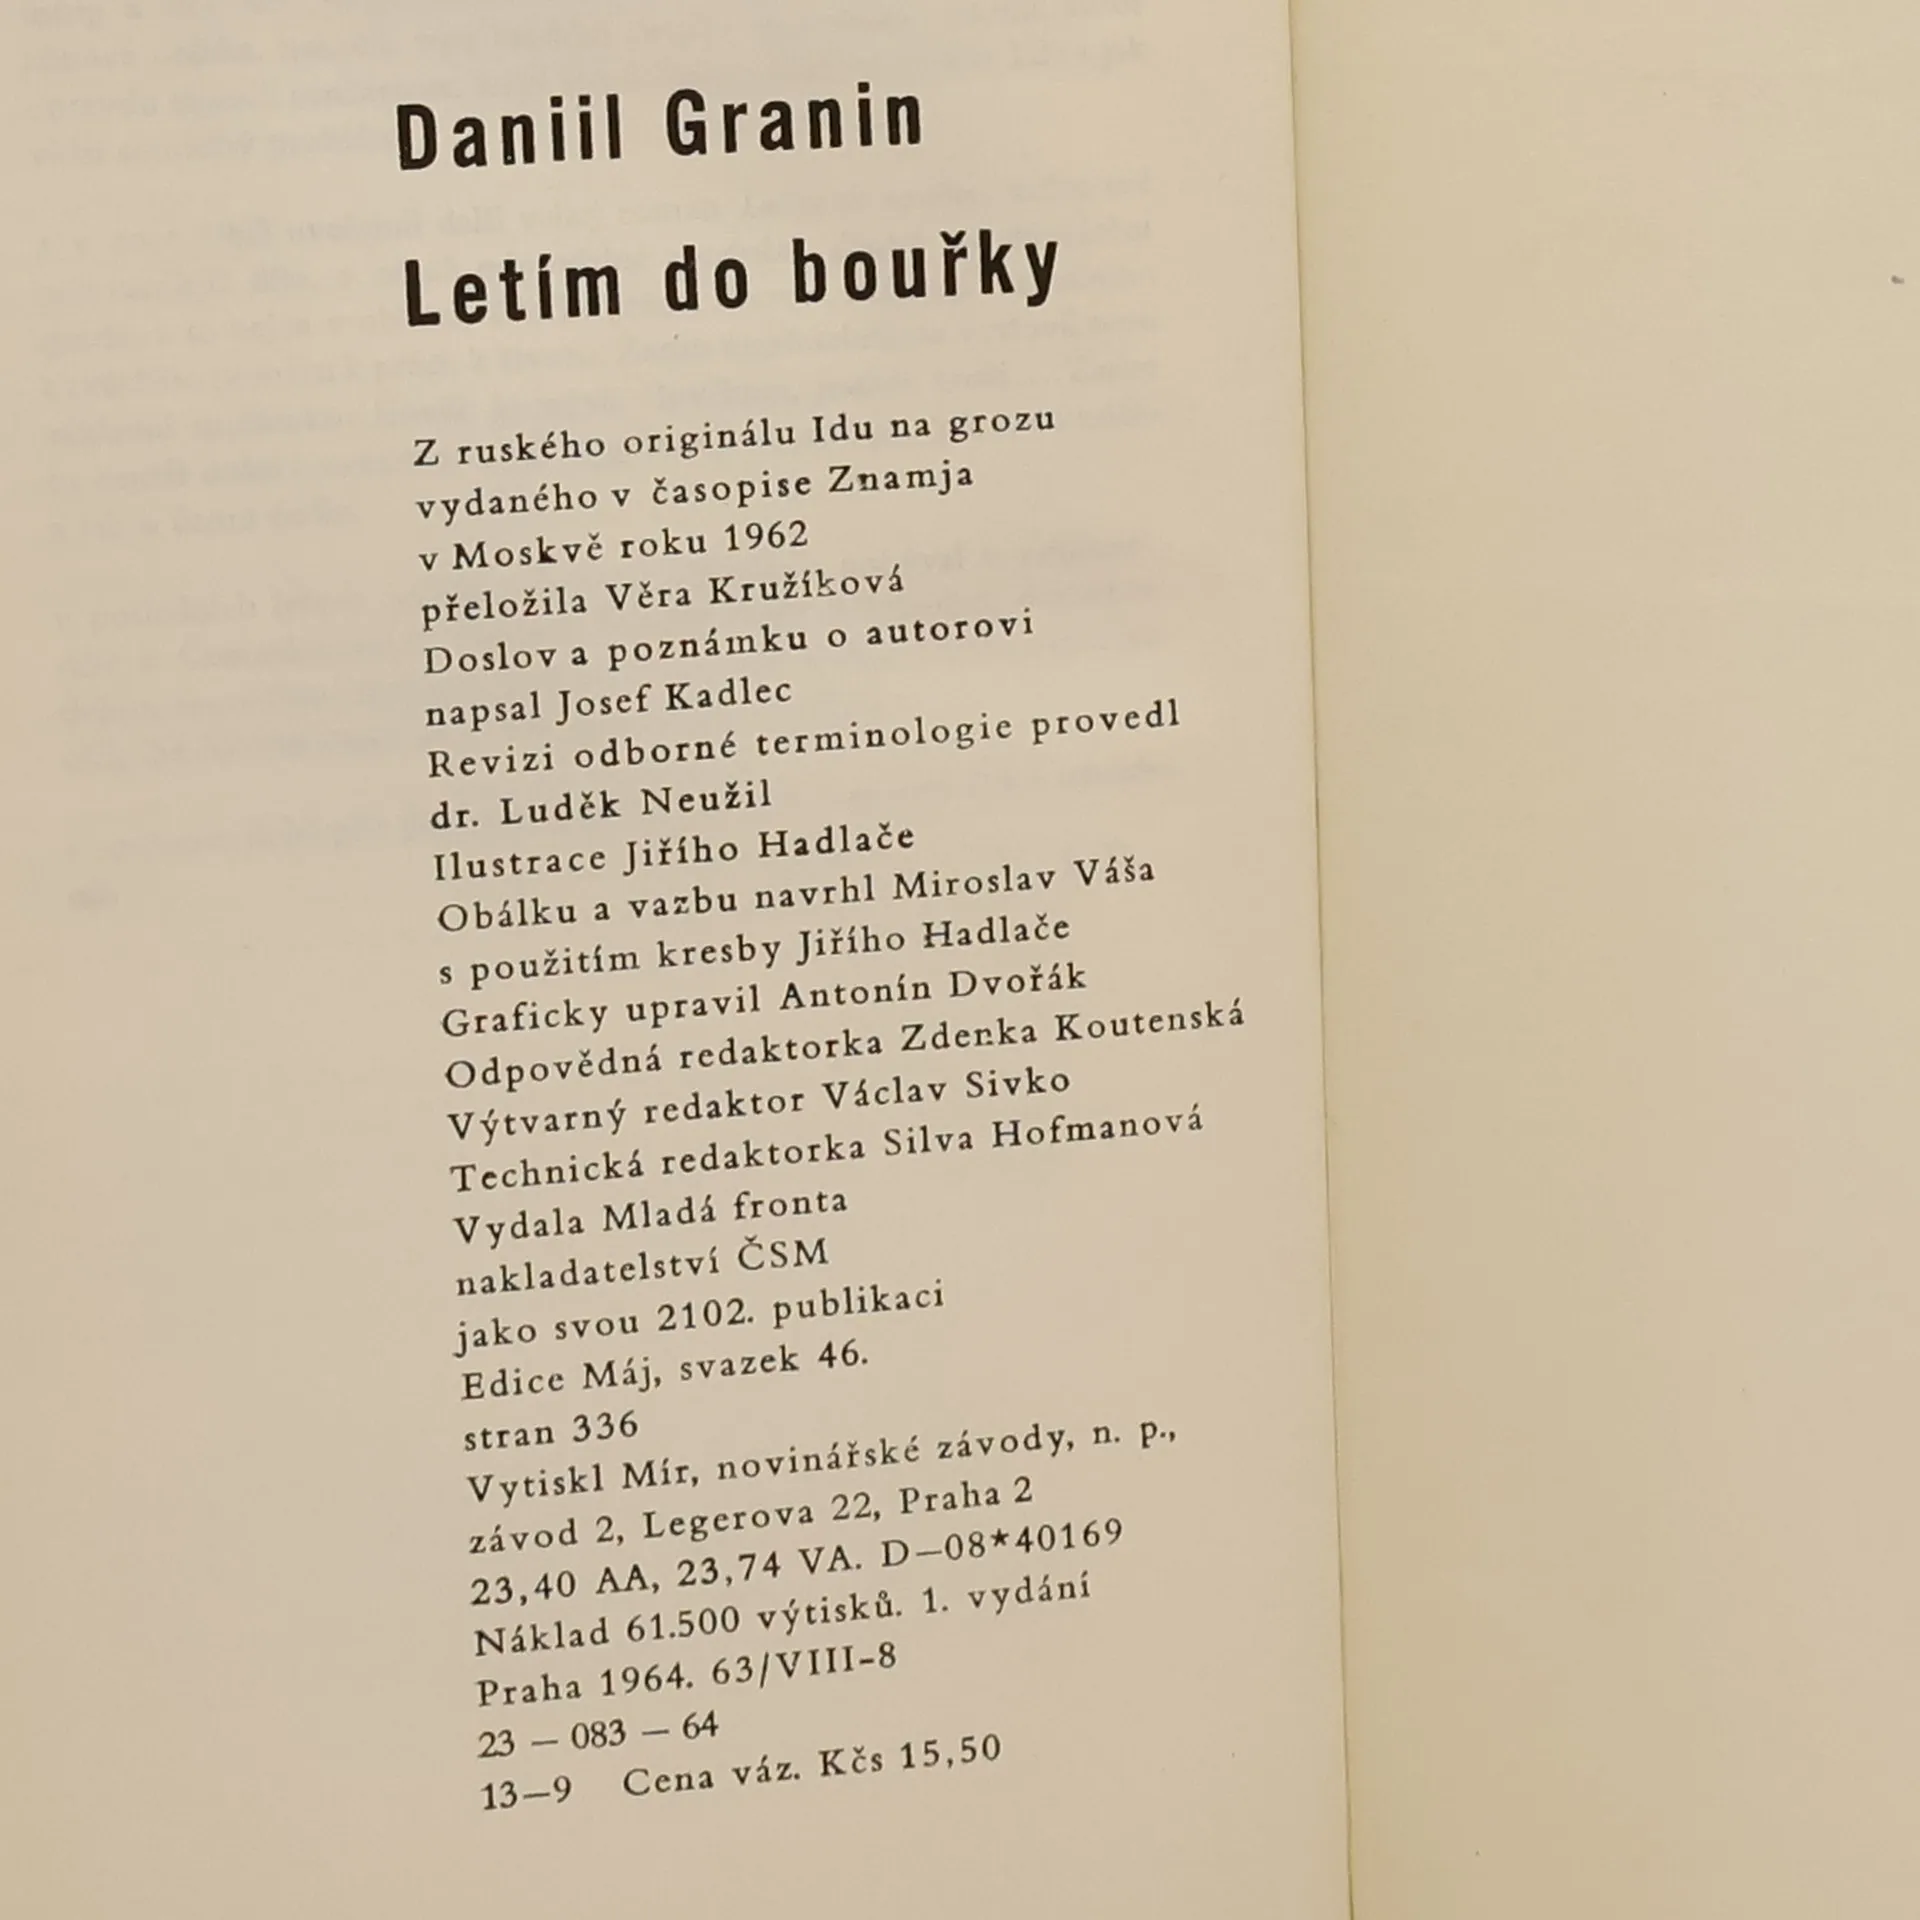 Daniil Granin
Letím do bouřky
Z ruského originálu Idu na grozu
vydaného v časopise Znamja
v Moskvě roku 1962
přeložila Věra Kružíková
Doslov a poznámku o autorovi
napsal Josef Kadlec
Revizi odborné terminologie provedl
dr. Luděk Neužil
Ilustrace Jiřího Hadlače
Obálku a vazbu navrhl Miroslav Váša
s použitím kresby Jiřího Hadlače
Graficky upravil Antonín Dvořák
Odpovědná redaktorka Zdenka Koutenská
Výtvarný redaktor Václav Sivko
Technická redaktorka Silva Hofmanová
Vydala Mladá fronta
nakladatelství ČSM
jako svou 2102. publikaci
Edice Máj, svazek 46.
stran 336
Vytiskl Mír, novinářské závody, n. p.,
závod 2, Legerova 22, Praha 2
23,40 AA, 23,74 VA. D—08*40169
Náklad 61.500 výtisků. 1. vydání
Praha 1964. 63/VIII-8
23 — 083 — 64
13—9 Cena váz. Kčs 15,50